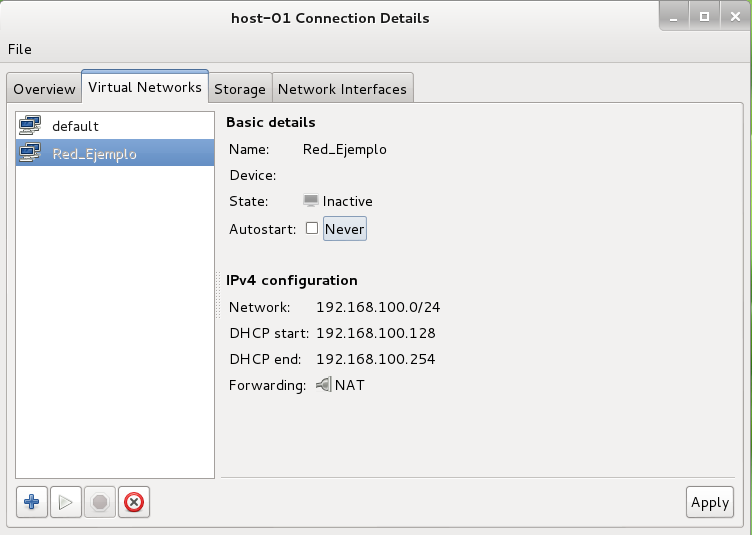 host-01 Connection Details
File
Overview Virtual Networks Storage Network Interfaces
default
Red_Ejemplo
Basic details
Name: Red_Ejemplo
Device:
State: Inactive
Autostart: Never
IPv4 configuration
Network: 192.168.100.0/24
DHCP start: 192.168.100.128
DHCP end: 192.168.100.254
Forwarding: NAT
Apply